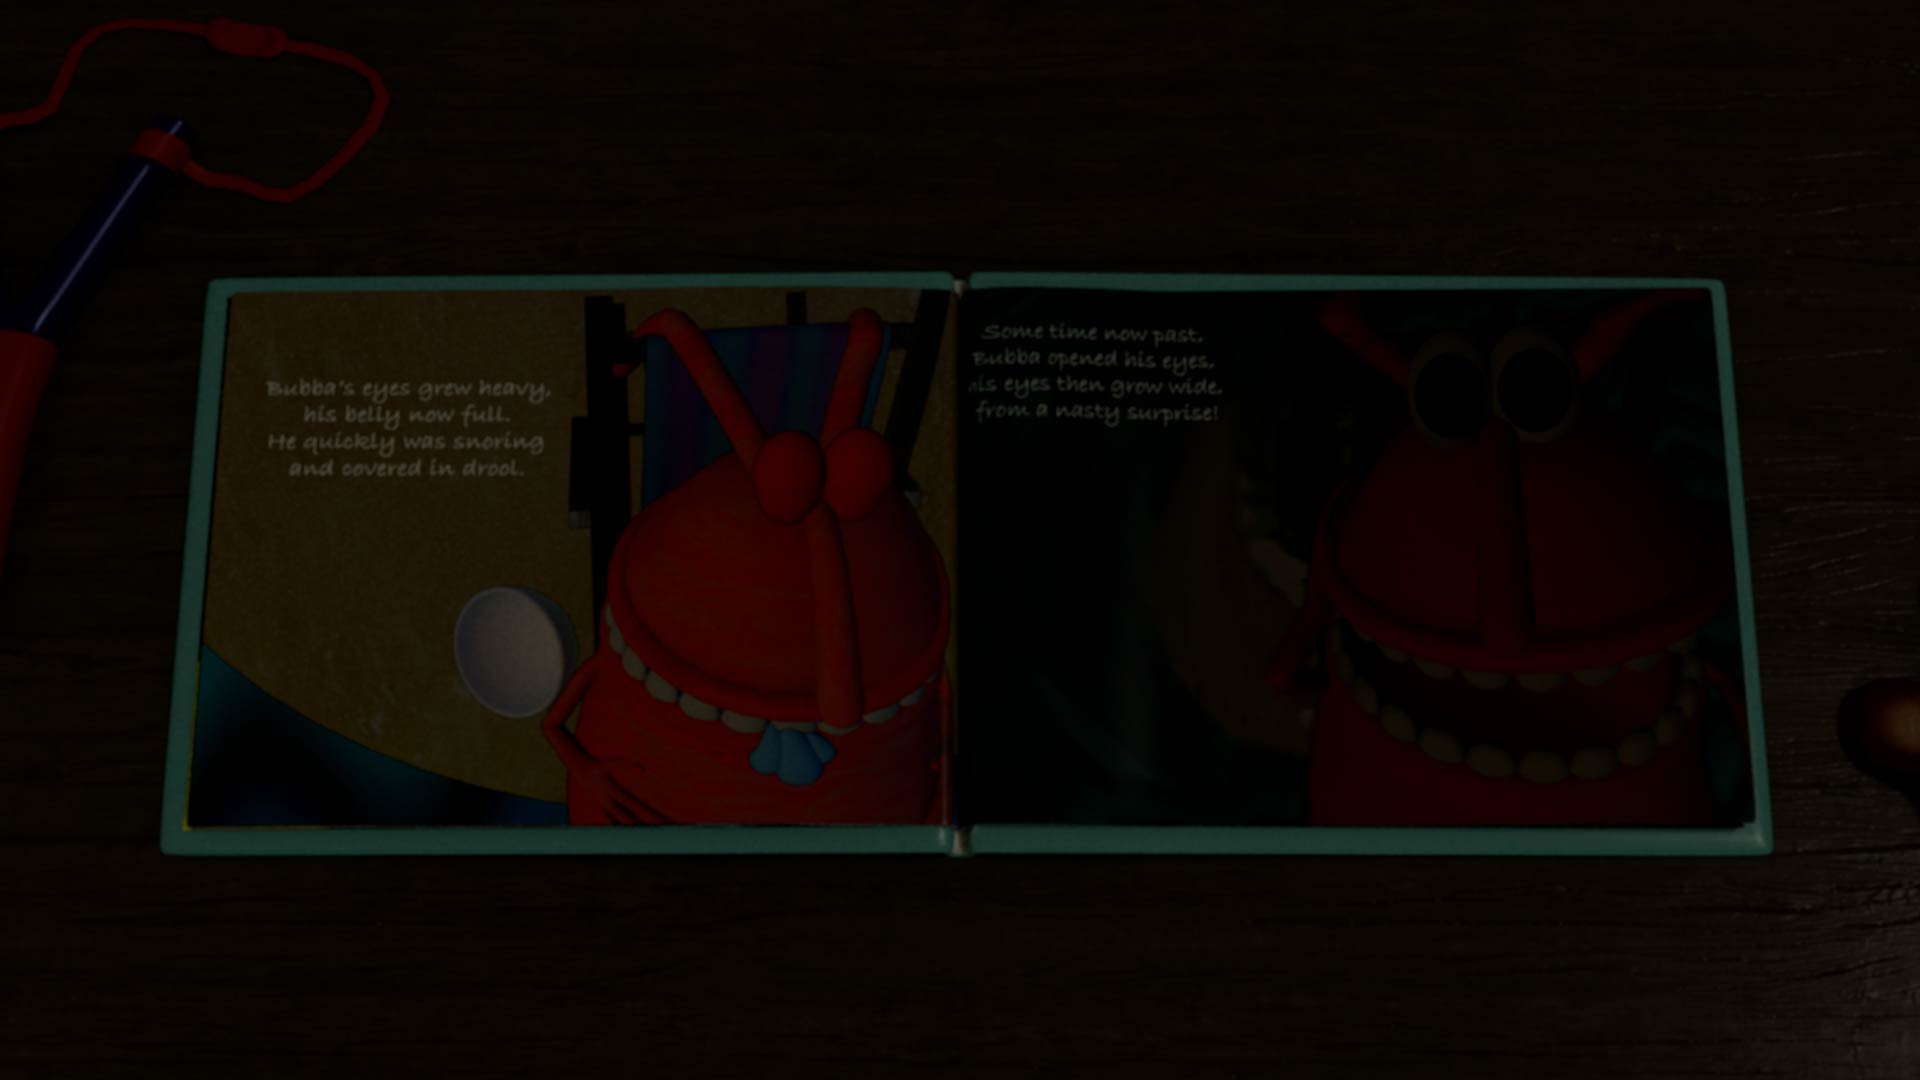 Bubba's eyes grew heavy,
his belly now full.
He quickly was snoring
and covered in drool.
Some time now past,
Bubba opened his eyes,
his eyes then grow wide,
from a nasty surprise!